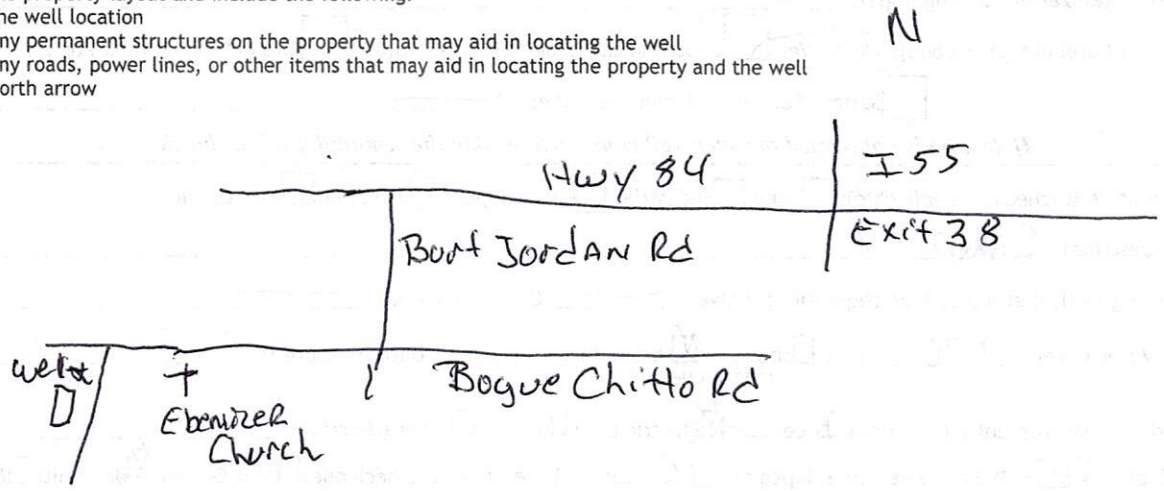 he well location
ny permanent structures on the property that may aid in locating the well
ny roads, power lines, or other items that may aid in locating the property and the well
orth arrow
N
Hwy 84
I 55
Exit 38
Burt Jordan Rd
well
Bogue Chitto Rd
Ebenizer
Church